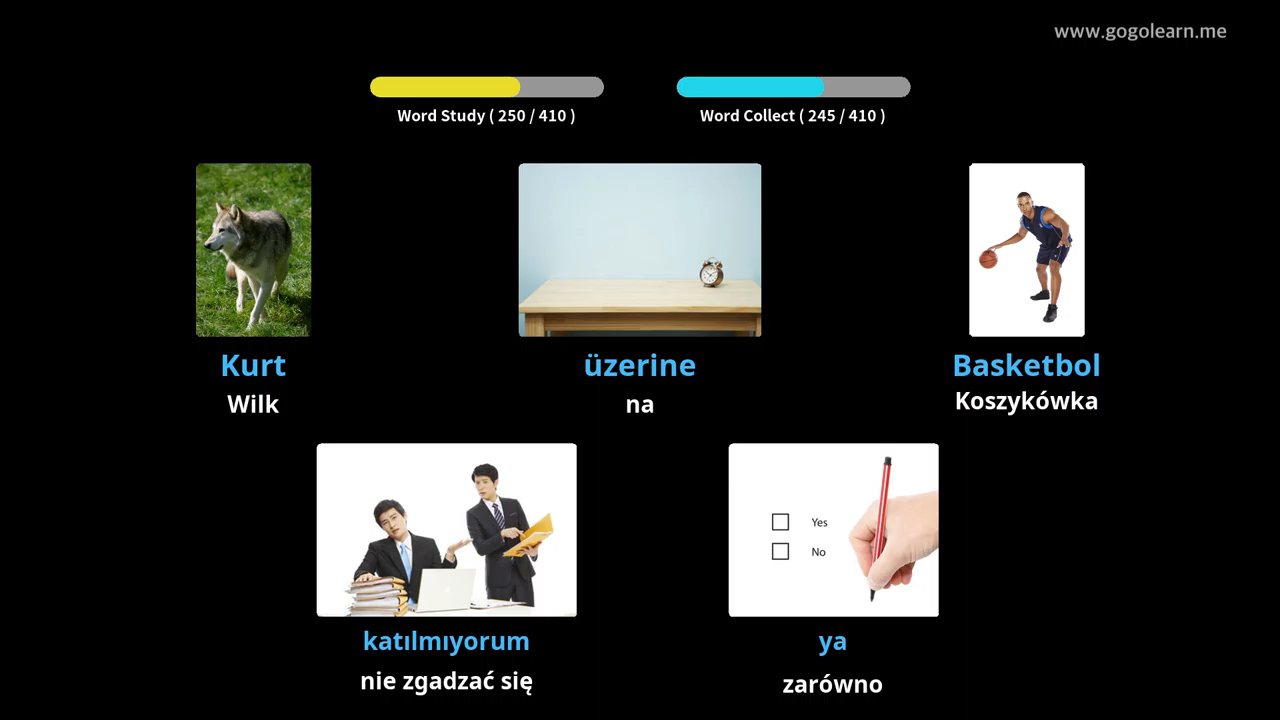 www.gogolearn.me
Word Study ( 250 / 410 )
Word Collect ( 245 / 410 )
Kurt
Wilk
üzerine
na
Basketbol
Koszykówka
Yes
No
katılmıyorum
nie zgadzać się
ya
zarówno